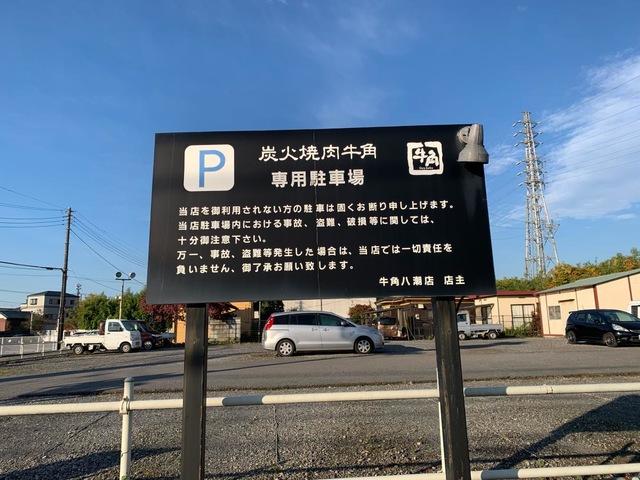 P
炭火焼肉牛角
牛角
専用駐車場
当店を御利用されない方の駐車は固くお断り申し上げます。
当店駐車場内における事故、盗難、破損等に関しては、
十分御注意下さい。
万一、事故、盗難等発生した場合は、当店では一切責任を
負いません、御了承お願い致します。
牛角八潮店 店主